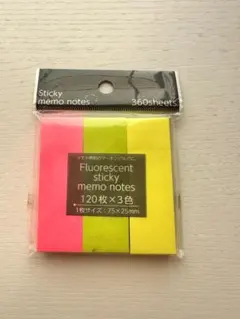 Sticky
memo notes
360sheets
Fluorescent
sticky
memo notes
120枚×3色
1枚サイズ:75×25mm